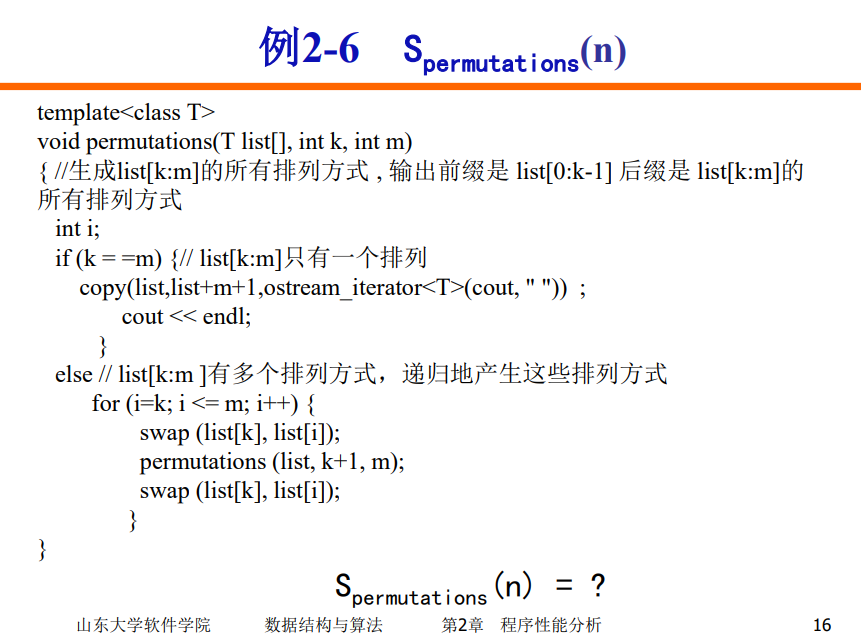 例2-6 Spermutations(n)
template<class T>
void permutations(T list[], int k, int m)
{ //生成list[k:m]的所有排列方式 , 输出前缀是 list[0:k-1] 后缀是 list[k:m]的
所有排列方式
int i;
if (k = =m) {// list[k:m]只有一个排列
copy(list,list+m+1,ostream_iterator<T>(cout, " ")) ;
cout << endl;
}
else // list[k:m ]有多个排列方式，递归地产生这些排列方式
for (i=k; i <= m; i++) {
swap (list[k], list[i]);
permutations (list, k+1, m);
swap (list[k], list[i]);
}
}
Spermutations(n) = ?
山东大学软件学院 数据结构与算法 第2章 程序性能分析 16